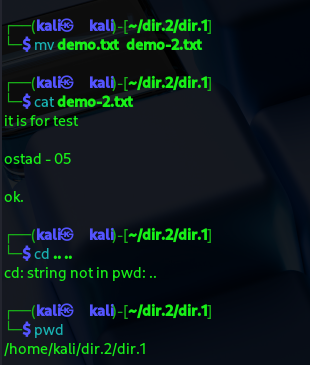 ┌──(kali㉿kali)-[~/dir.2/dir.1]
└─$ mv demo.txt demo-2.txt
┌──(kali㉿kali)-[~/dir.2/dir.1]
└─$ cat demo-2.txt
it is for test
ostad - 05
ok.
┌──(kali㉿kali)-[~/dir.2/dir.1]
└─$ cd .. ..
cd: string not in pwd: ..
┌──(kali㉿kali)-[~/dir.2/dir.1]
└─$ pwd
/home/kali/dir.2/dir.1